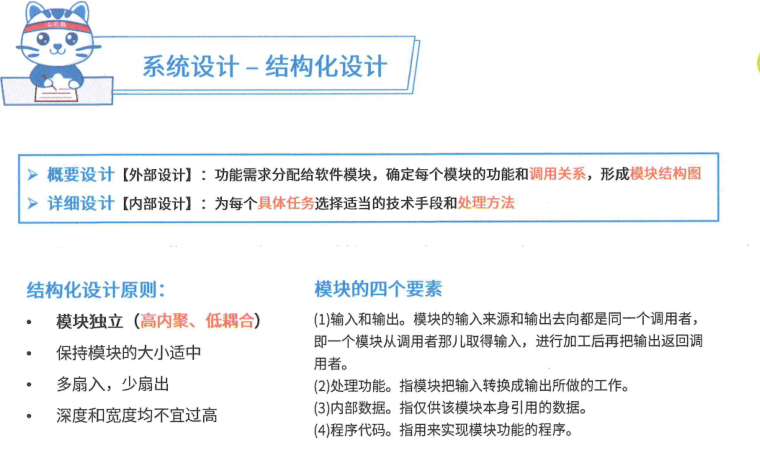 系统设计 – 结构化设计
➢ 概要设计【外部设计】：功能需求分配给软件模块，确定每个模块的功能和调用关系，形成模块结构图
➢ 详细设计【内部设计】：为每个具体任务选择适当的技术手段和处理方法
结构化设计原则：
• 模块独立（高内聚、低耦合）
• 保持模块的大小适中
• 多扇入，少扇出
• 深度和宽度均不宜过高
模块的四个要素
(1)输入和输出。模块的输入来源和输出去向都是同一个调用者，
即一个模块从调用者那儿取得输入，进行加工后再把输出返回调
用者。
(2)处理功能。指模块把输入转换成输出所做的工作。
(3)内部数据。指仅供该模块本身引用的数据。
(4)程序代码。指用来实现模块功能的程序。